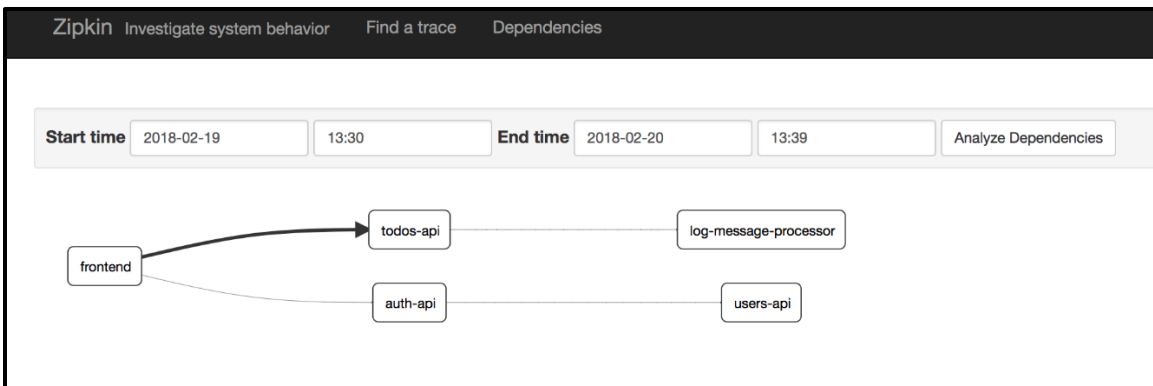 Zipkin Investigate system behavior Find a trace Dependencies
Start time 2018-02-19 13:30 End time 2018-02-20 13:39 Analyze Dependencies
todos-api log-message-processor
frontend
auth-api users-api